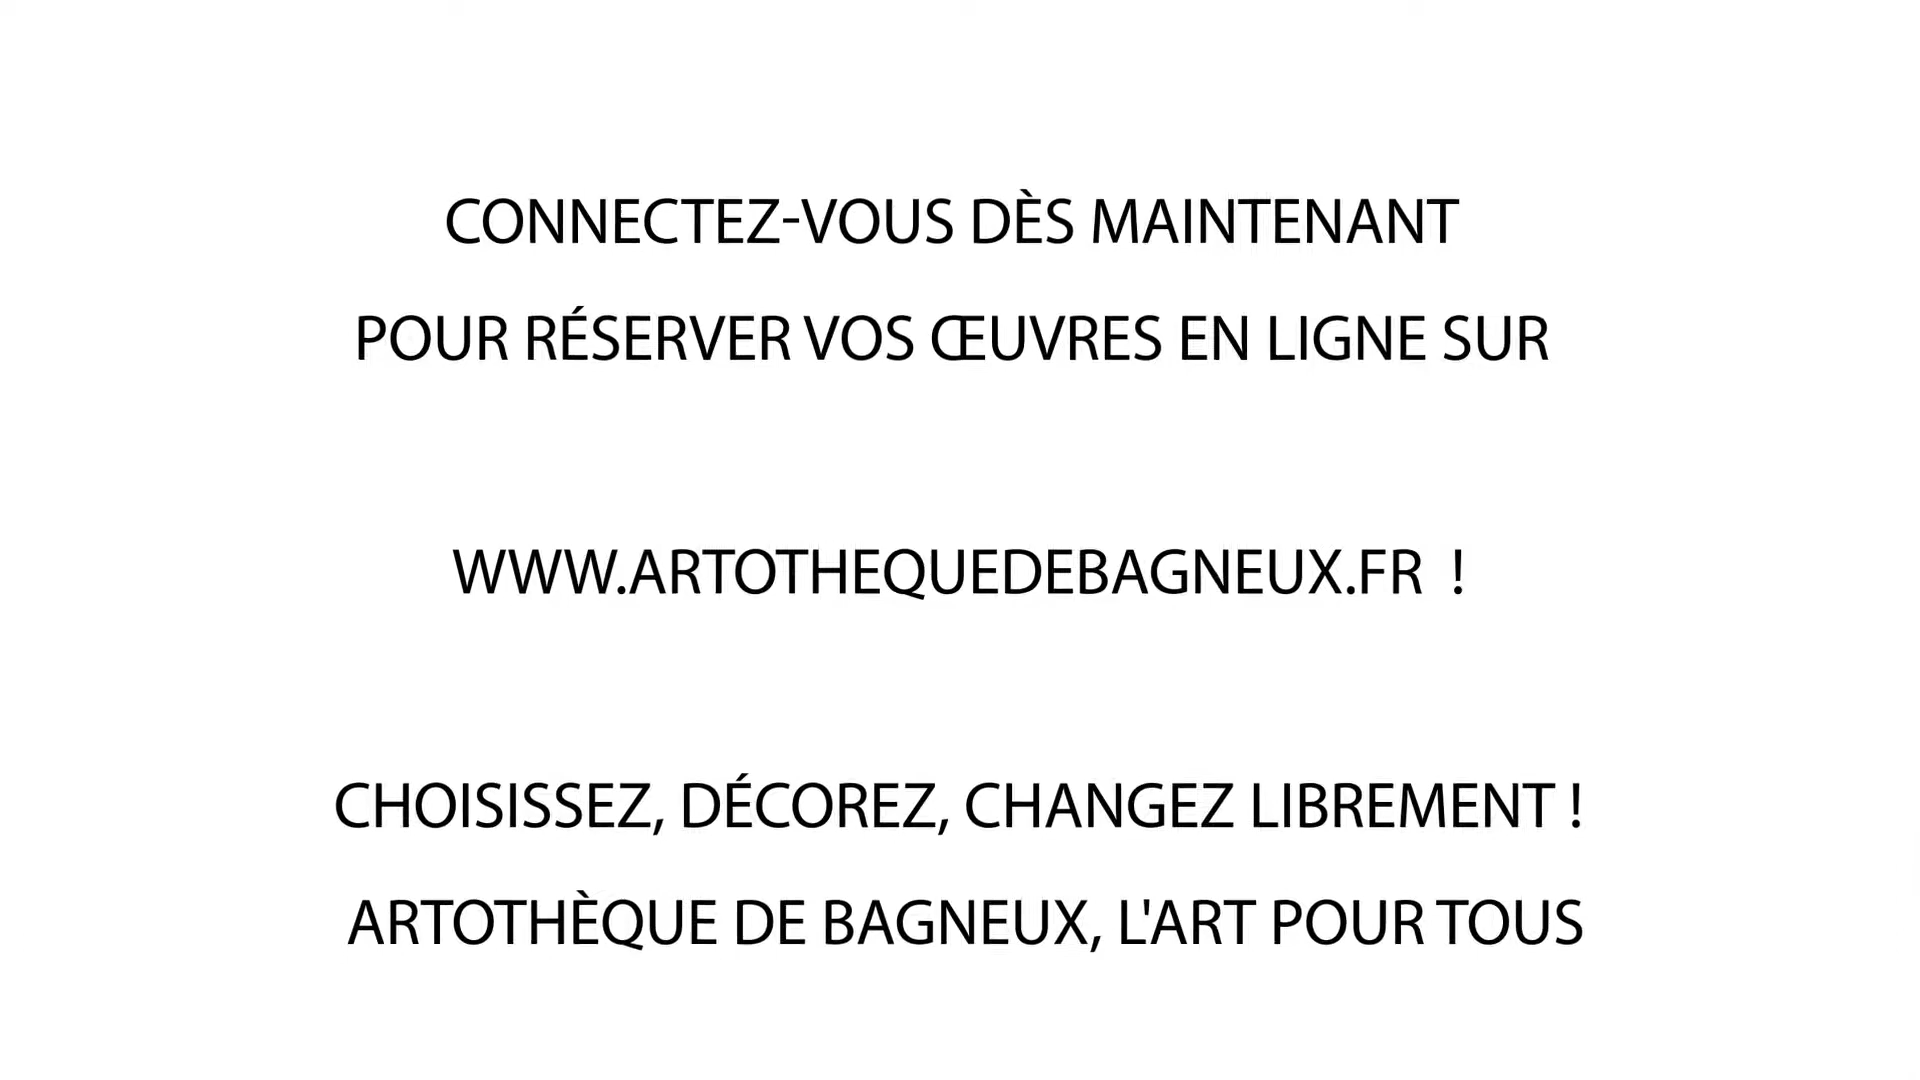 CONNECTEZ-VOUS DÈS MAINTENANT
POUR RÉSERVER VOS ŒUVRES EN LIGNE SUR
WWW.ARTOTHEQUEDEBAGNEUX.FR !
CHOISISSEZ, DÉCOREZ, CHANGEZ LIBREMENT !
ARTOTHÈQUE DE BAGNEUX, L'ART POUR TOUS